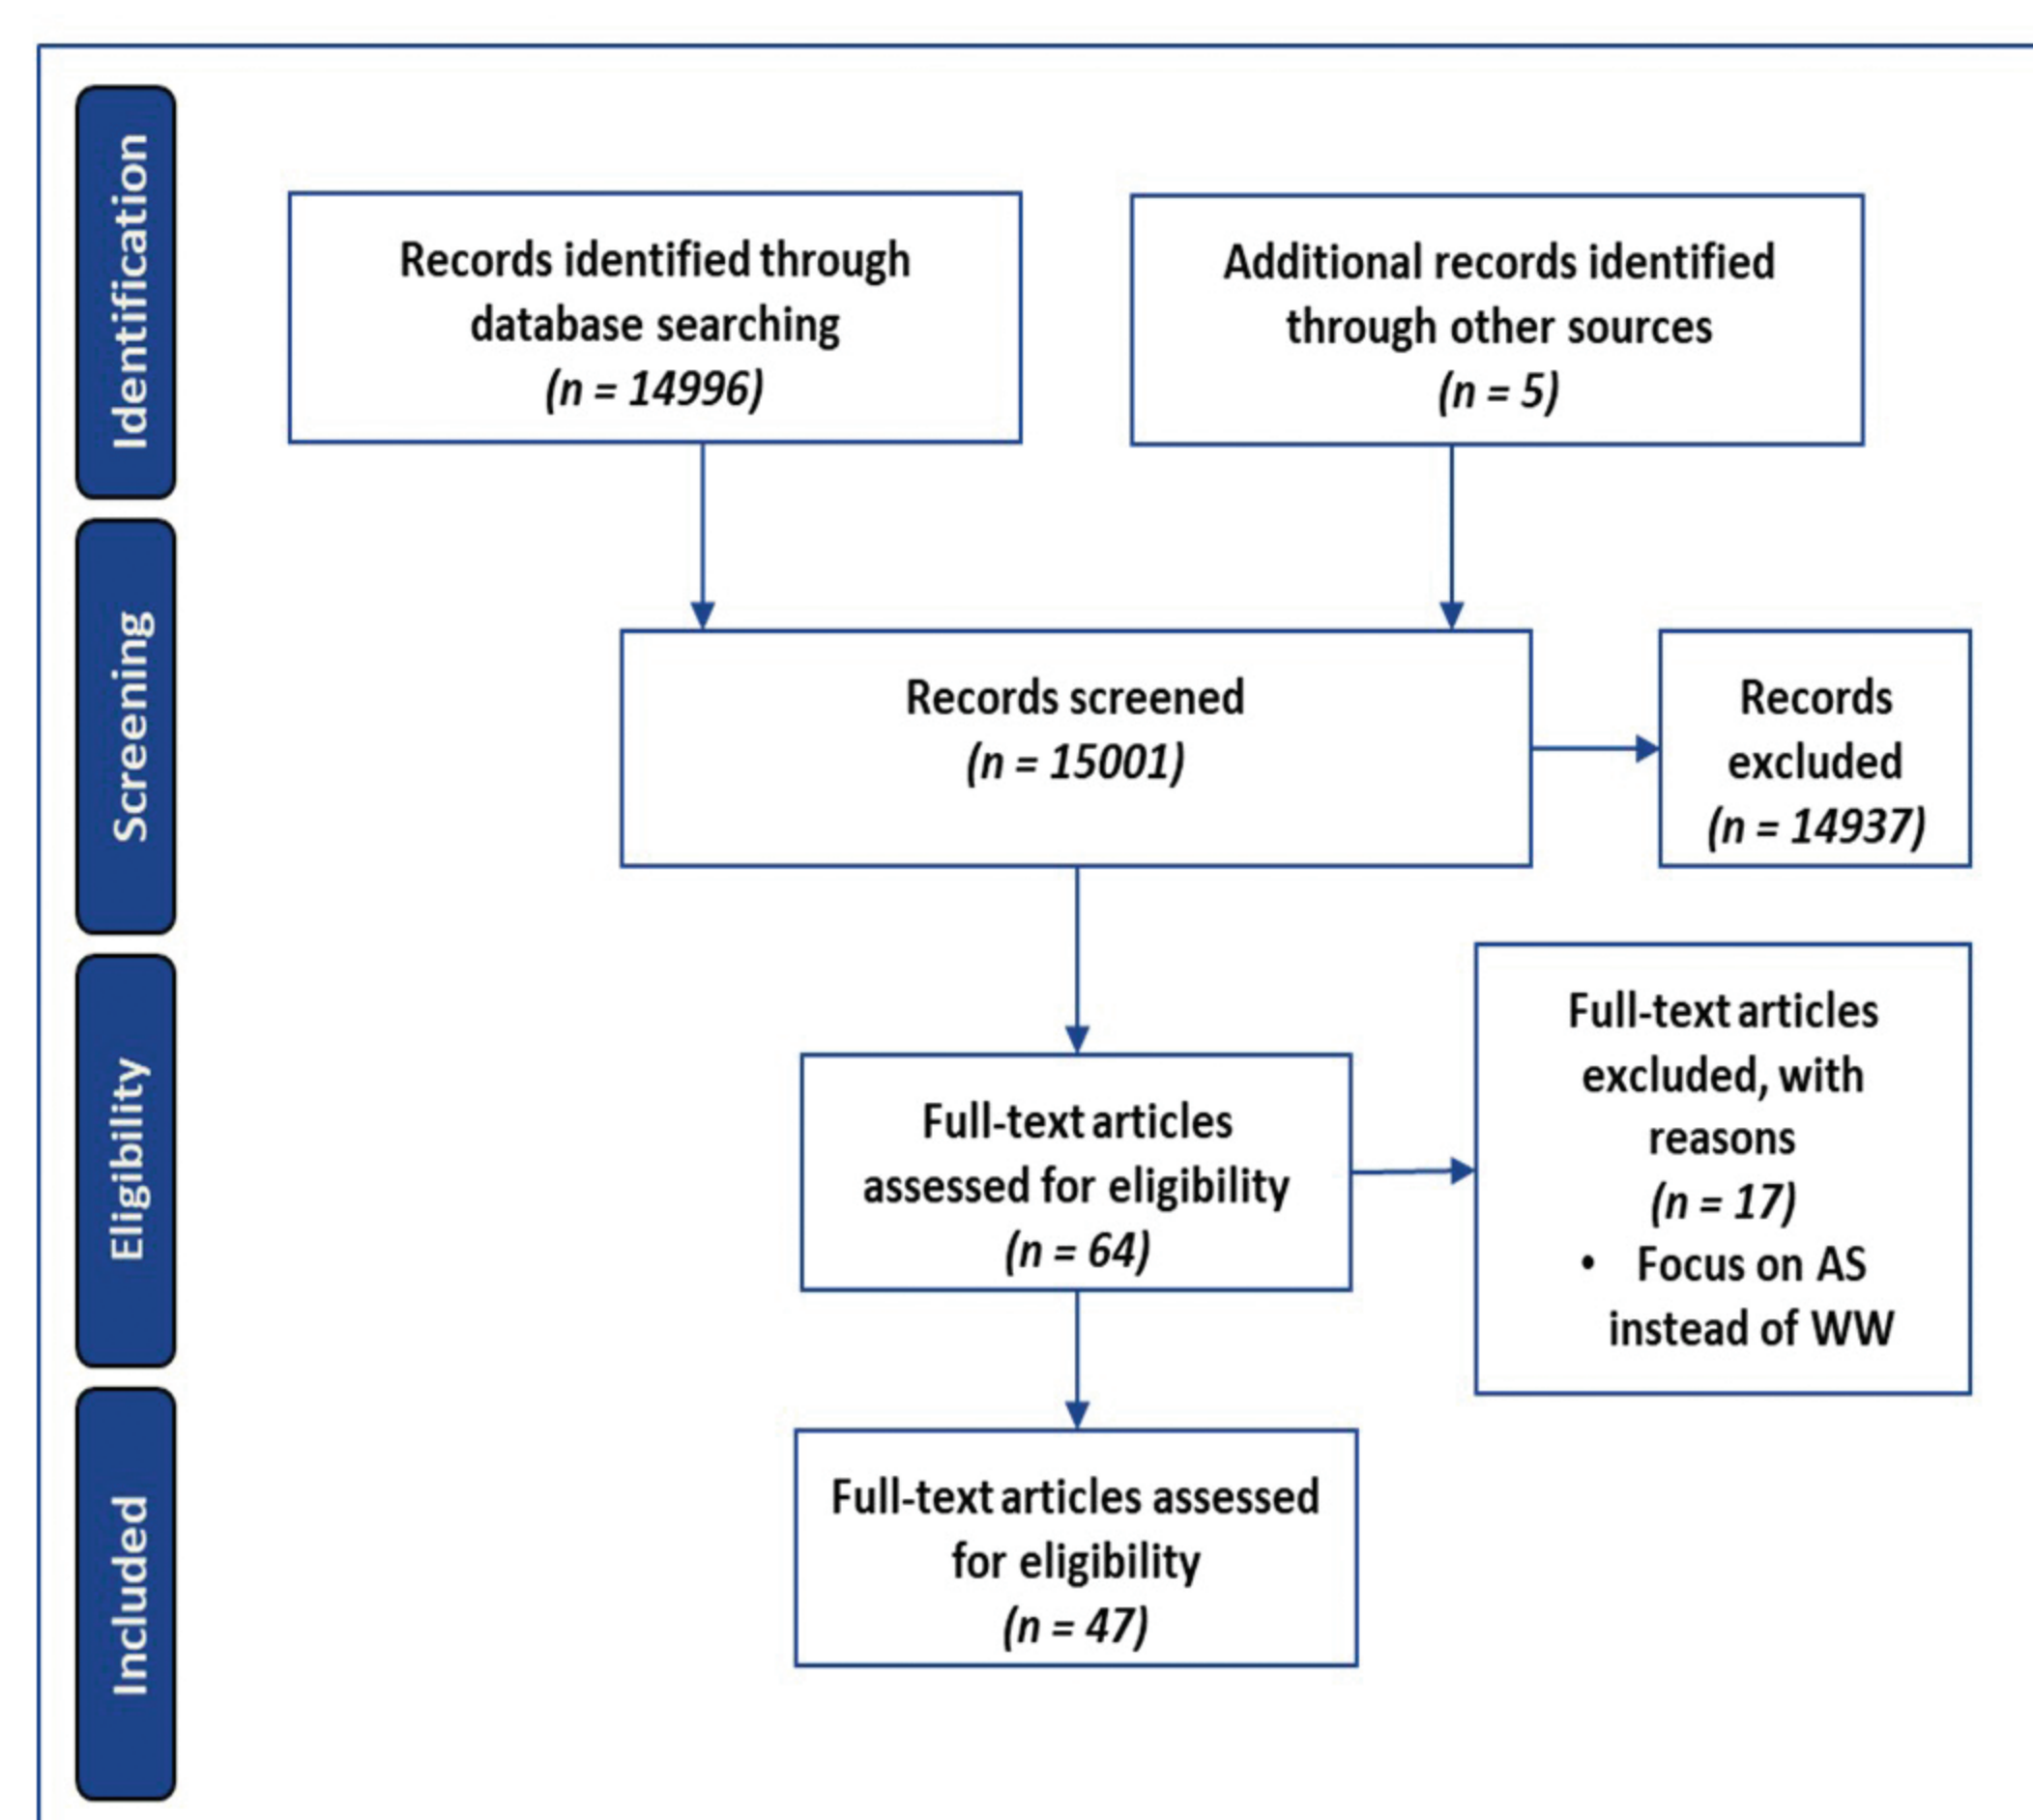 Identification
Records identified through
database searching
(n = 14996)
Additional records identified
through other sources
(n = 5)
Screening
Records screened
(n = 15001)
Records
excluded
(n = 14937)
Eligibility
Full-text articles
assessed for eligibility
(n = 64)
Full-text articles
excluded, with
reasons
(n = 17)
• Focus on AS
instead of WW
Included
Full-text articles assessed
for eligibility
(n = 47)